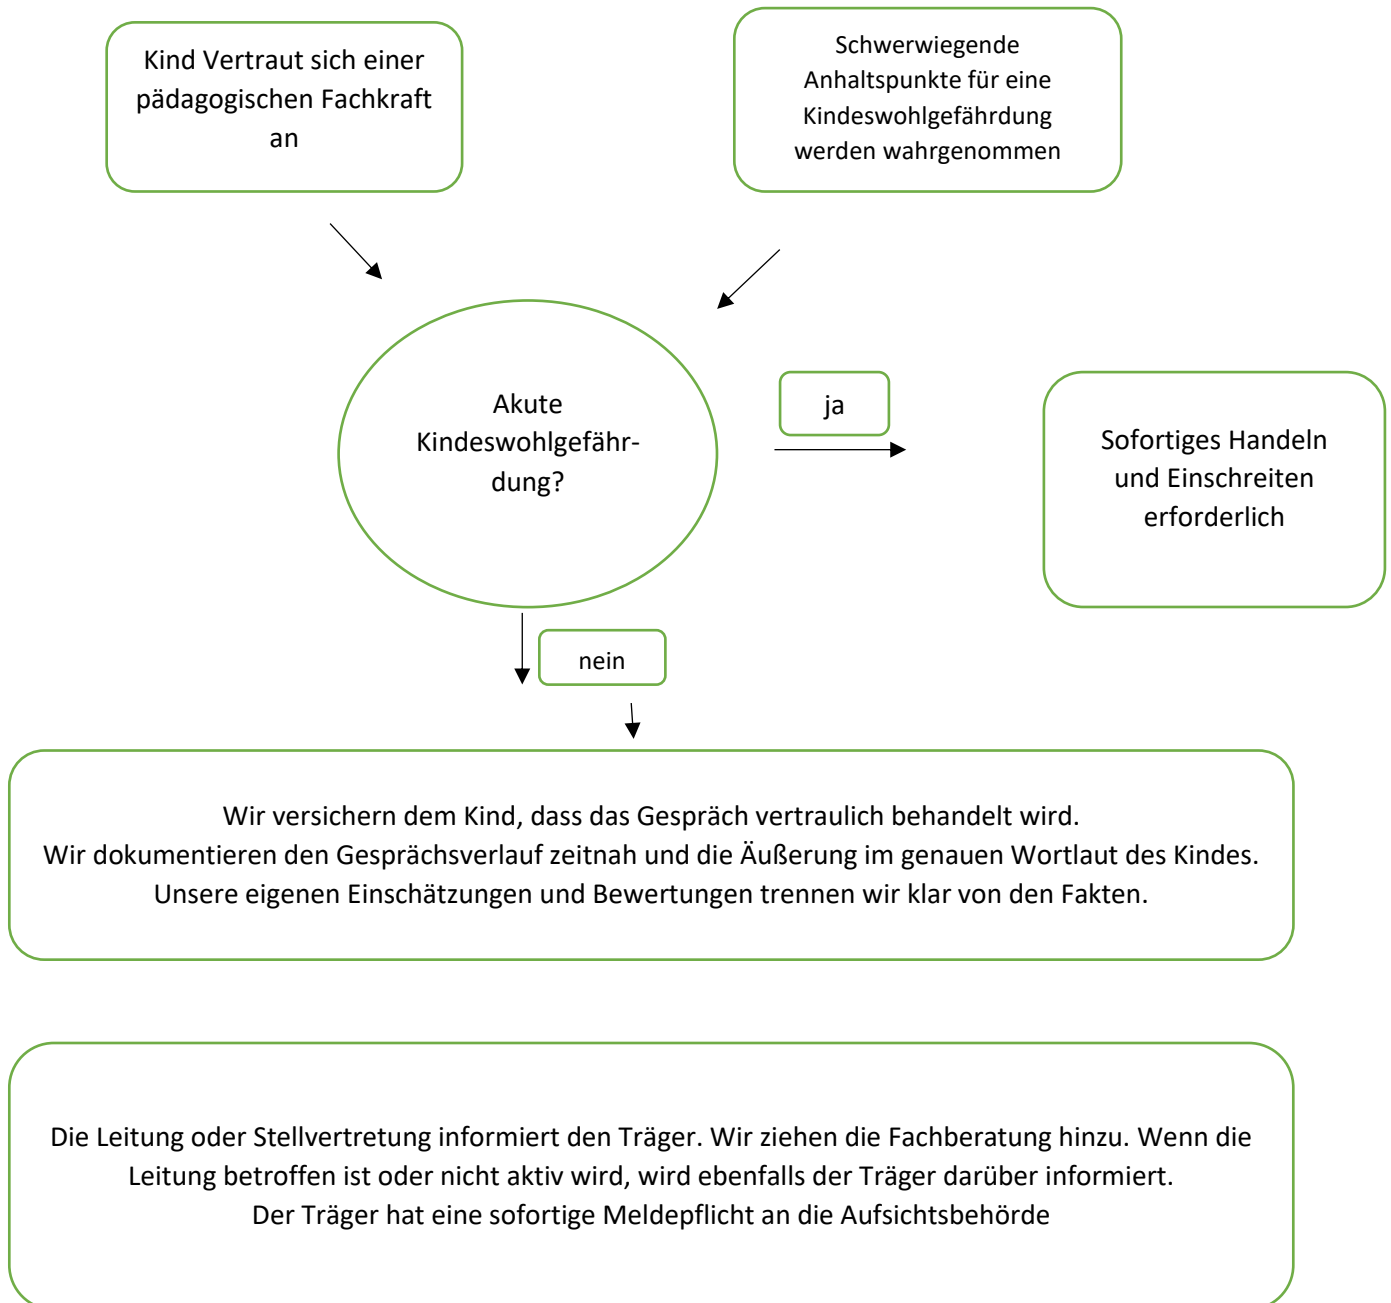 Kind Vertraut sich einer
pädagogischen Fachkraft
an
Schwerwiegende
Anhaltspunkte für eine
Kindeswohlgefährdung
werden wahrgenommen
Akute
Kindeswohlgefähr-
dung?
ja
Sofortiges Handeln
und Einschreiten
erforderlich
nein
Wir versichern dem Kind, dass das Gespräch vertraulich behandelt wird.
Wir dokumentieren den Gesprächsverlauf zeitnah und die Äußerung im genauen Wortlaut des Kindes.
Unsere eigenen Einschätzungen und Bewertungen trennen wir klar von den Fakten.
Die Leitung oder Stellvertretung informiert den Träger. Wir ziehen die Fachberatung hinzu. Wenn die
Leitung betroffen ist oder nicht aktiv wird, wird ebenfalls der Träger darüber informiert.
Der Träger hat eine sofortige Meldepflicht an die Aufsichtsbehörde